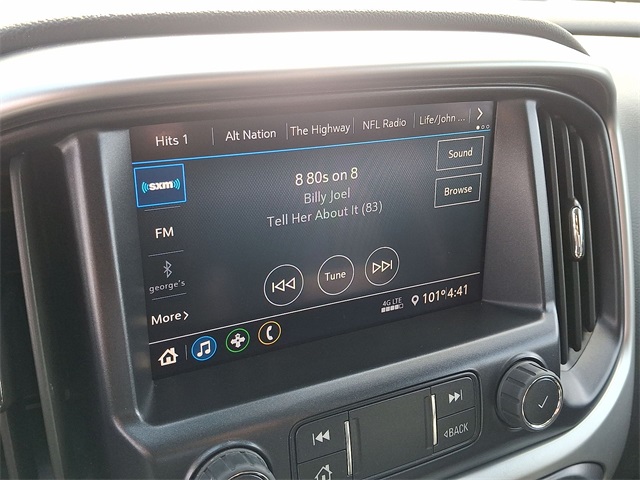 Hits 1 Alt Nation The Highway NFL Radio Life/John ...
sxm
8 80s on 8
Sound
Billy Joel
Browse
FM
Tell Her About It (83)
george's
Tune
More
4G LTE
101° 4:41
BACK